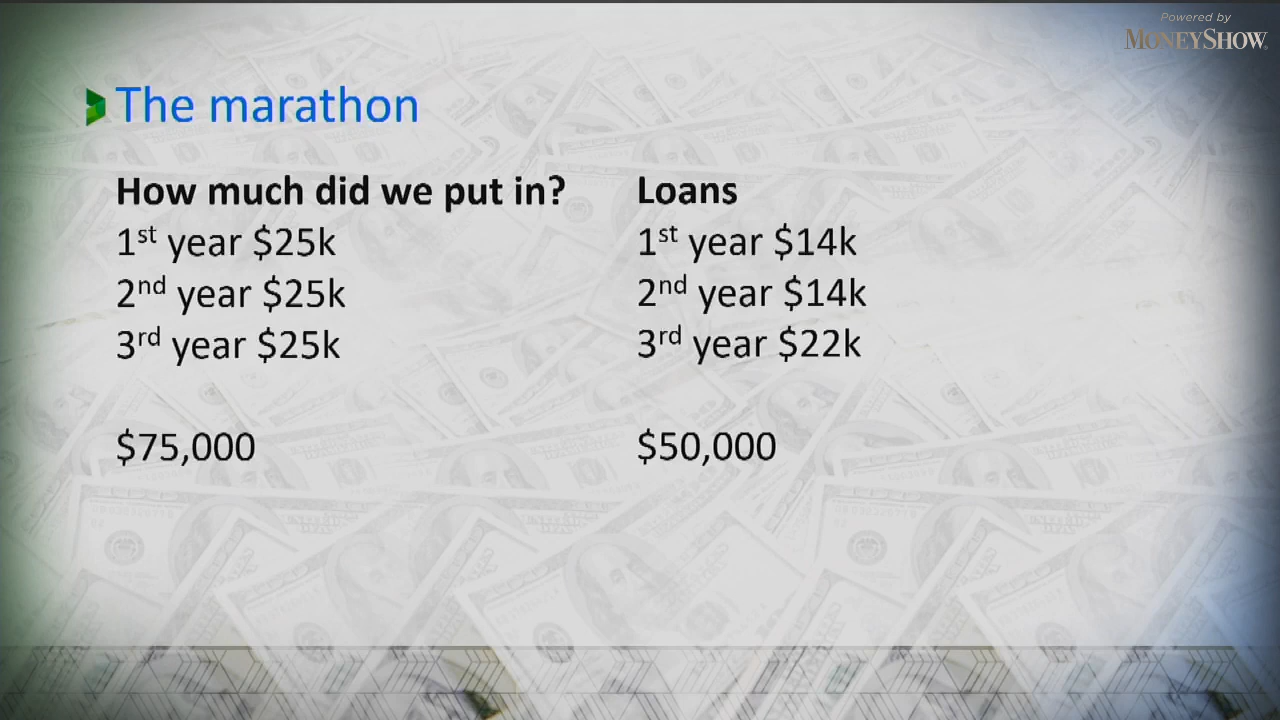 Powered by
MONEYSHOW
The marathon
How much did we put in?
1st year $25k
2nd year $25k
3rd year $25k
$75,000
Loans
1st year $14k
2nd year $14k
3rd year $22k
$50,000